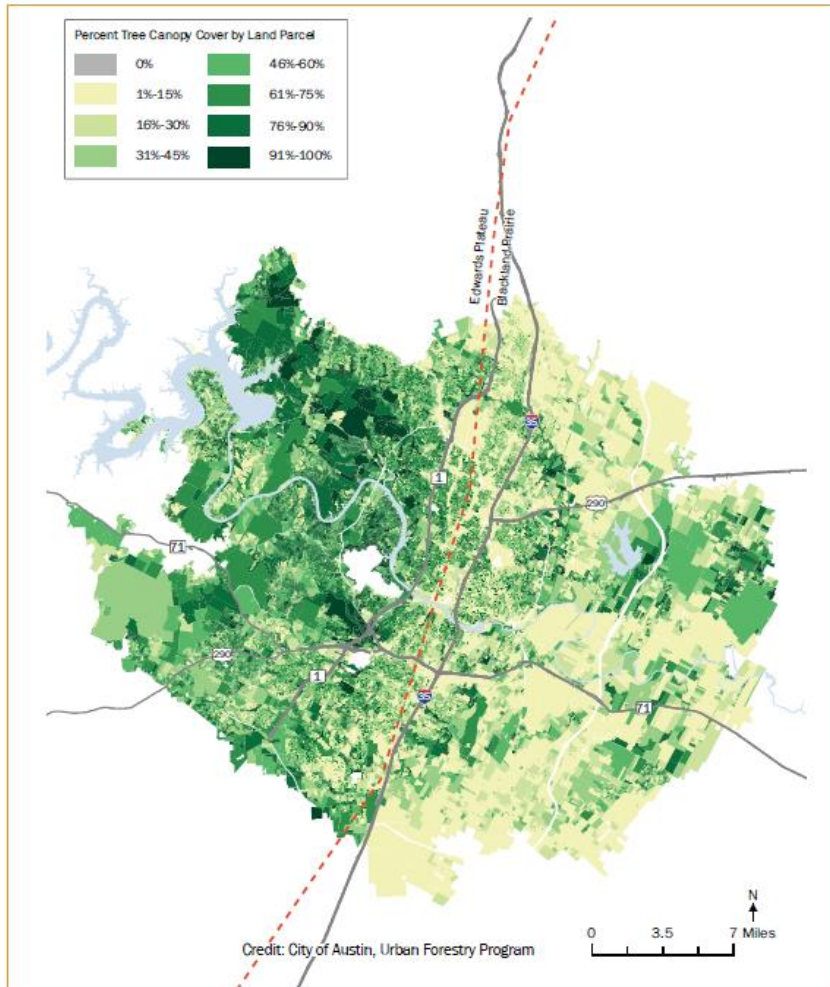 Percent Tree Canopy Cover by Land Parcel
0%
1%-15%
16%-30%
31%-45%
46%-60%
61%-75%
76%-90%
91%-100%
Edwards Plateau
Blackland Prairie
35
1
290
71
290
1
35
71
N
0 3.5 7 Miles
Credit: City of Austin, Urban Forestry Program